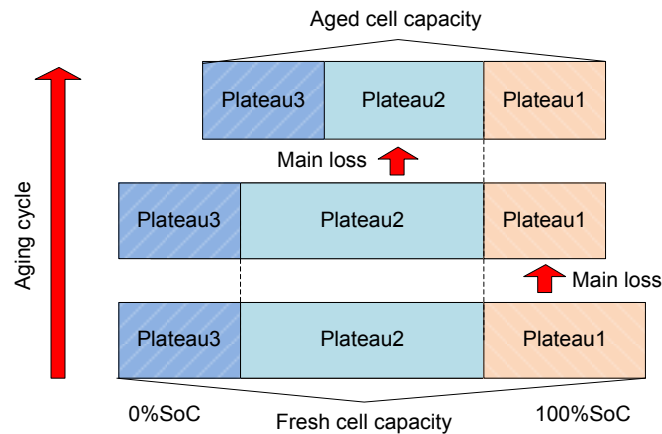 Aged cell capacity
Plateau3
Plateau2
Plateau1
Main loss
Aging cycle
Plateau3
Plateau2
Plateau1
Main loss
Plateau3
Plateau2
Plateau1
0%SoC
Fresh cell capacity
100%SoC